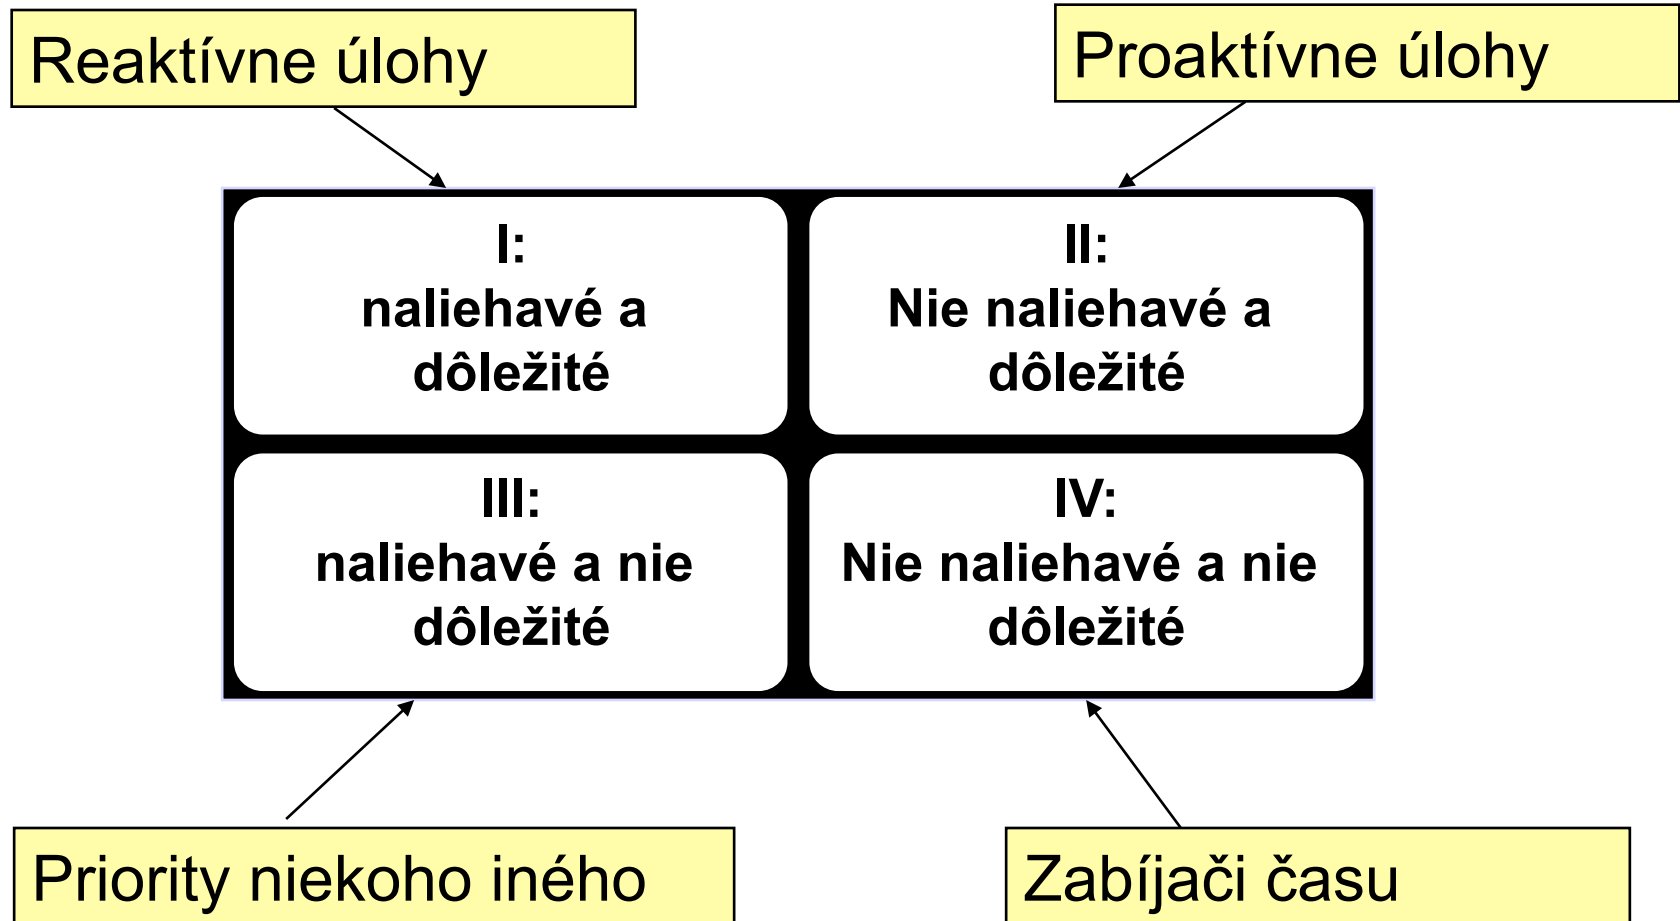 Reaktívne úlohy
Proaktívne úlohy
I:
naliehavé a
dôležité
II:
Nie naliehavé a
dôležité
III:
naliehavé a nie
dôležité
IV:
Nie naliehavé a nie
dôležité
Priority niekoho iného
Zabíjači času